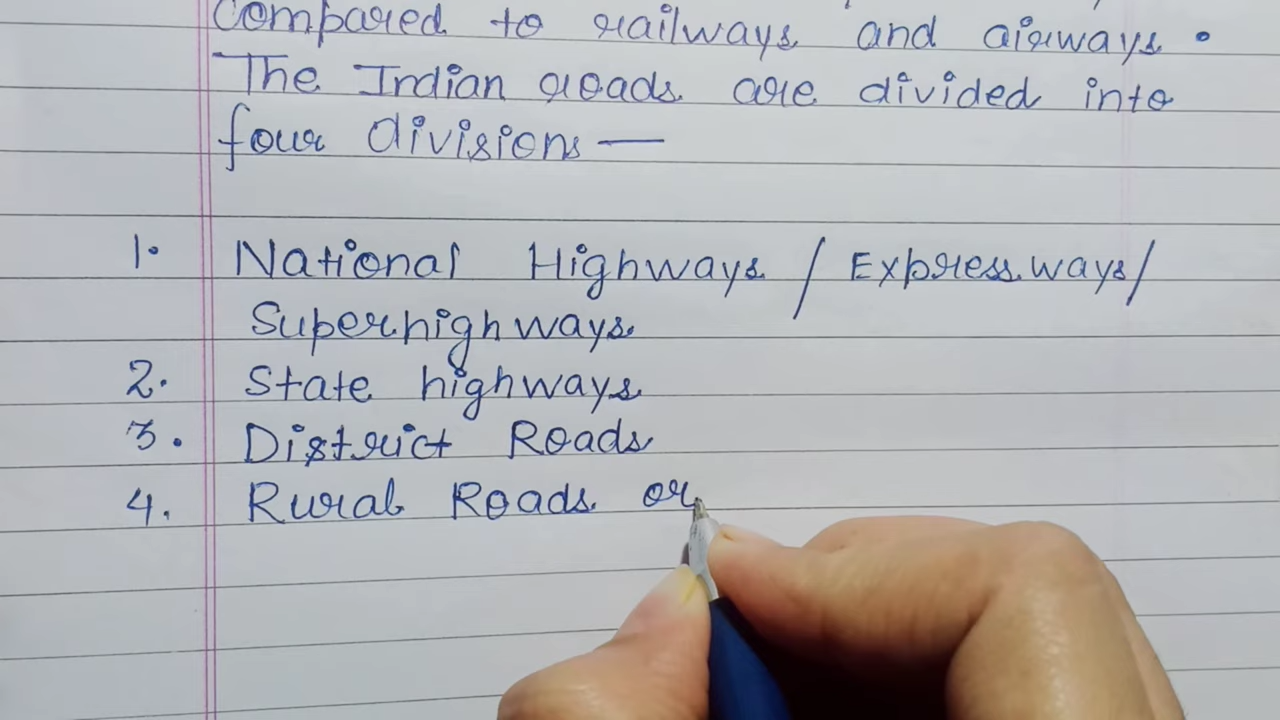 Compared to railways and airways.
The Indian roads are divided into
four divisions —
1. National Highways / Expressways/
Superhighways
2. State highways
3. District Roads
4. Rural Roads or